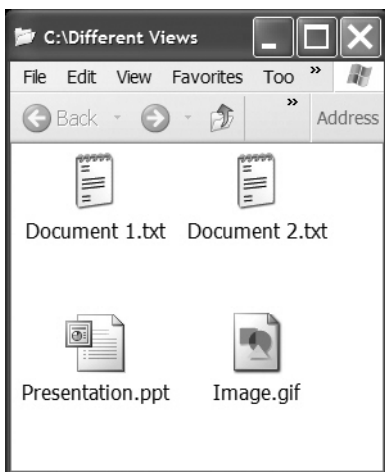 C:\Different Views
File Edit View Favorites Too »
Back » Address
Document 1.txt Document 2.txt
Presentation.ppt Image.gif